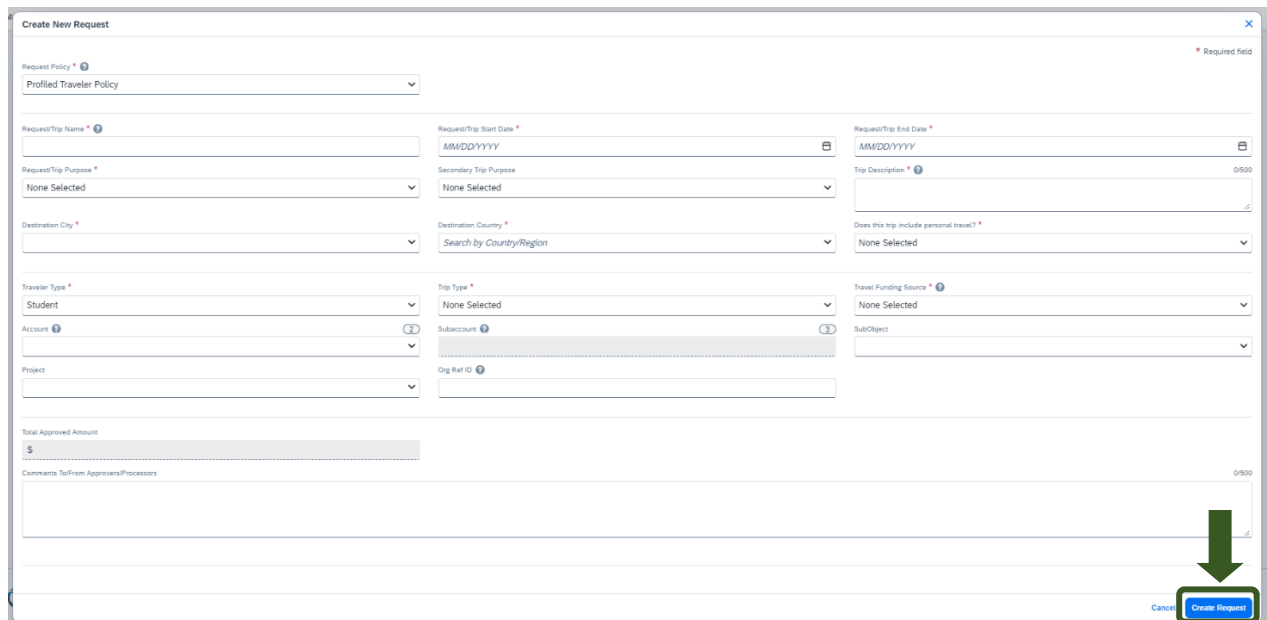 Create New Request
* Required field
Request Policy *
Profiled Traveler Policy
Request/Trip Name *
Request/Trip Start Date *
Request/Trip End Date *
MM/DD/YYYY
MM/DD/YYYY
Request/Trip Purpose *
Secondary Trip Purpose
Trip Description *
0/500
None Selected
None Selected
Destination City *
Destination Country *
Does this trip include personal travel? *
Search by Country/Region
None Selected
Traveler Type *
Trip Type *
Travel Funding Source *
Student
None Selected
None Selected
Account
2
Subaccount
3
SubObject
Project
Org Ref ID
Total Approved Amount
$
Comments To/From Approvers/Processors
0/500
Cancel
Create Request